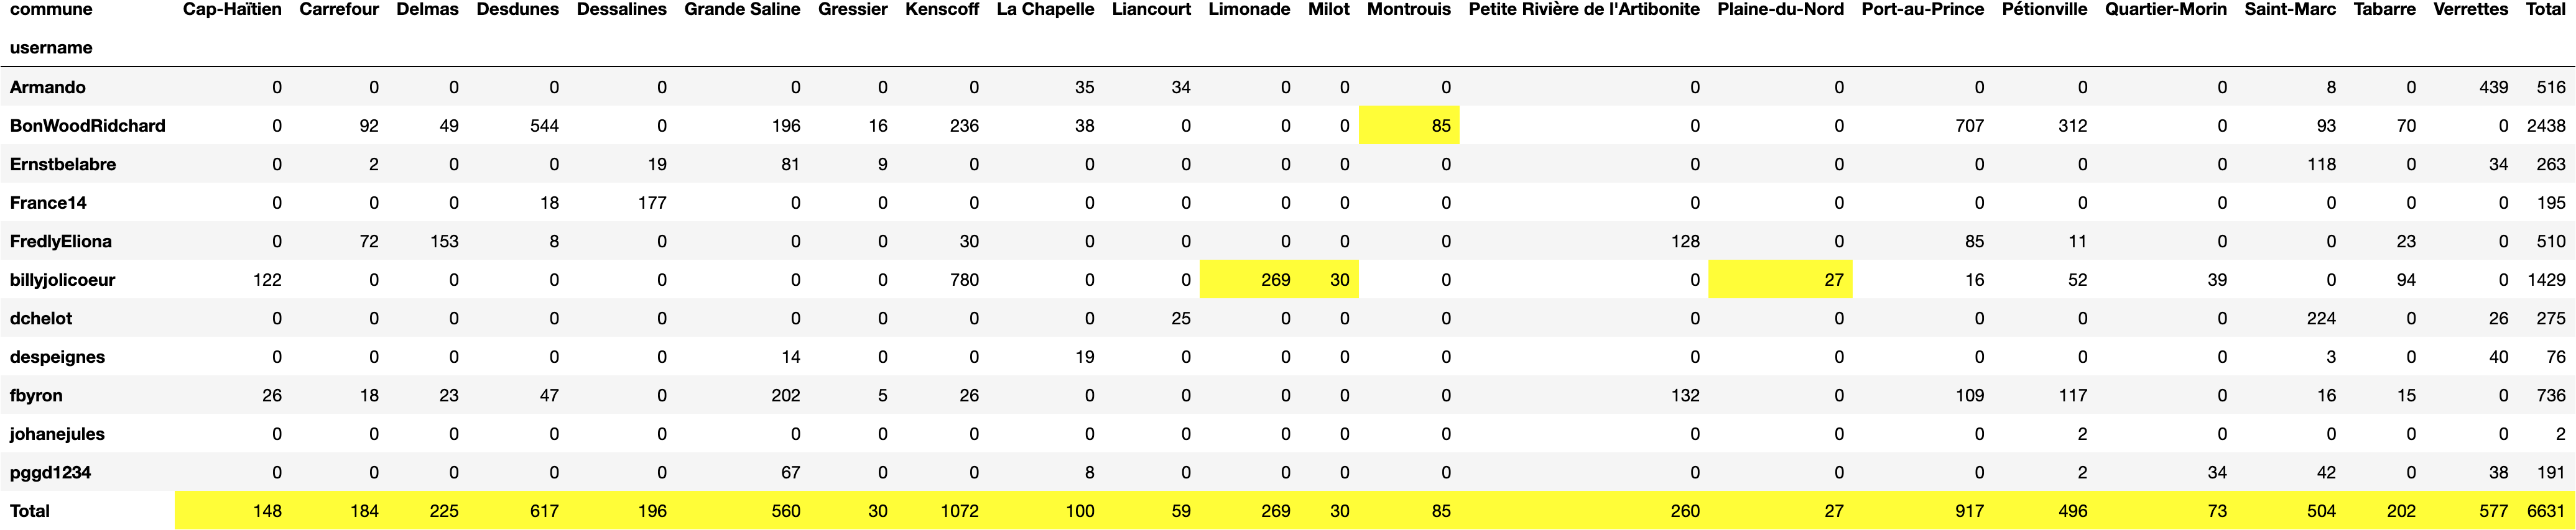 commune Cap-Haïtien Carrefour Delmas Desdunes Dessalines Grande Saline Gressier Kenscoff La Chapelle Liancourt Limonade Milot Montrouis Petite Rivière de l'Artibonite Plaine-du-Nord Port-au-Prince Pétionville Quartier-Morin Saint-Marc Tabarre Verrettes Total
username
Armando 0 0 0 0 0 0 0 0 35 34 0 0 0 0 0 0 0 0 8 0 439 516
BonWoodRidchard 0 92 49 544 0 196 16 236 38 0 0 0 85 0 0 707 312 0 93 70 0 2438
Ernstbelabre 0 2 0 0 19 81 9 0 0 0 0 0 0 0 0 0 0 0 118 0 34 263
France14 0 0 0 18 177 0 0 0 0 0 0 0 0 0 0 0 0 0 0 0 0 195
FredlyEliona 0 72 153 8 0 0 0 30 0 0 0 0 0 128 0 85 11 0 0 23 0 510
billyjolicoeur 122 0 0 0 0 0 0 780 0 0 269 30 0 0 27 16 52 39 0 94 0 1429
dchelot 0 0 0 0 0 0 0 0 0 25 0 0 0 0 0 0 0 0 224 0 26 275
despeignes 0 0 0 0 0 14 0 0 19 0 0 0 0 0 0 0 0 0 3 0 40 76
fbyron 26 18 23 47 0 202 5 26 0 0 0 0 0 132 0 109 117 0 16 15 0 736
johanejules 0 0 0 0 0 0 0 0 0 0 0 0 0 0 0 0 2 0 0 0 0 2
pggd1234 0 0 0 0 0 67 0 0 8 0 0 0 0 0 0 0 2 34 42 0 38 191
Total 148 184 225 617 196 560 30 1072 100 59 269 30 85 260 27 917 496 73 504 202 577 6631